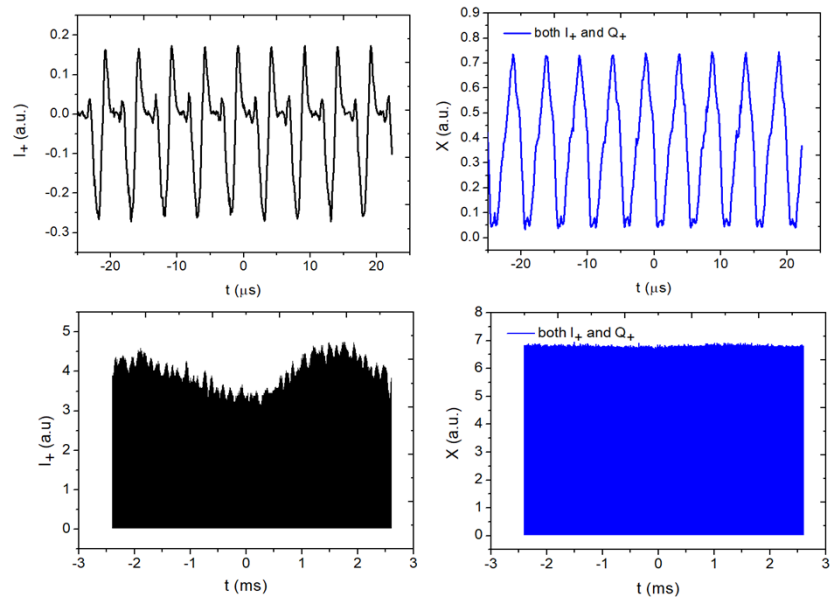 0.2
0.1
0.0
-0.1
-0.2
-0.3
I+ (a.u.)
-20 -10 0 10 20
t (μs)
both I+ and Q+
0.9
0.8
0.7
0.6
0.5
0.4
0.3
0.2
0.1
0.0
X (a.u.)
-20 -10 0 10 20
t (μs)
5
4
3
2
1
0
I+ (a.u)
-3 -2 -1 0 1 2 3
t (ms)
both I+ and Q+
8
7
6
5
4
3
2
1
0
X (a.u.)
-3 -2 -1 0 1 2 3
t (ms)